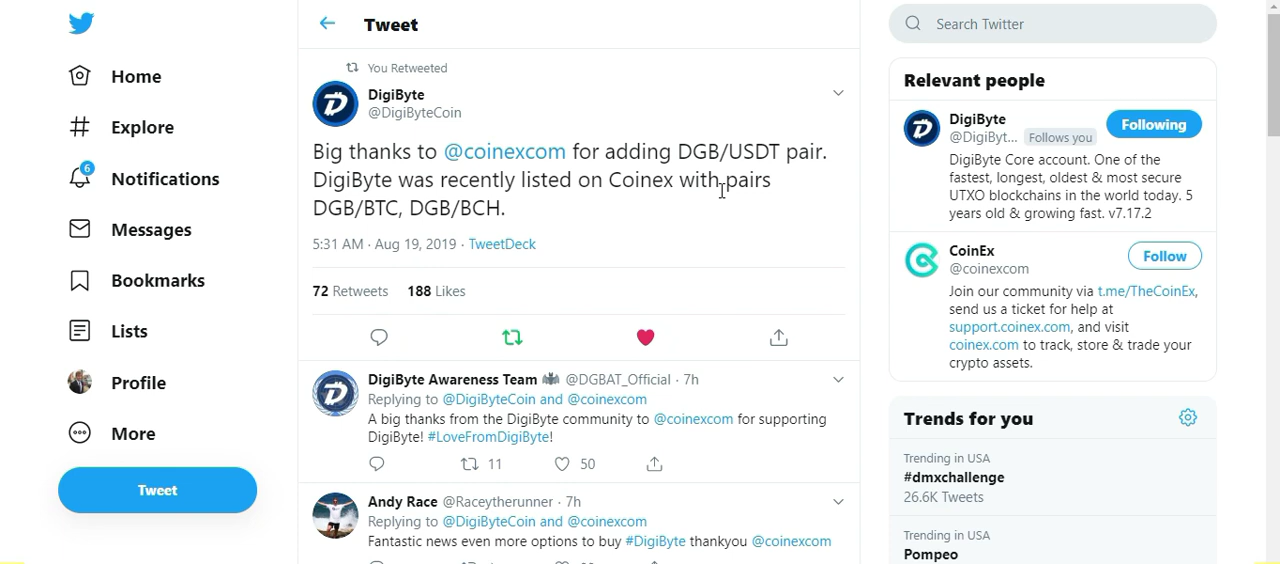 Home
Explore
6
Notifications
Messages
Bookmarks
Lists
Profile
More
Tweet
Tweet
You Retweeted
DigiByte
@DigiByteCoin
Big thanks to @coinexcom for adding DGB/USDT pair.
DigiByte was recently listed on Coinex with pairs
DGB/BTC, DGB/BCH.
5:31 AM · Aug 19, 2019 · TweetDeck
72 Retweets 188 Likes
DigiByte Awareness Team @DGBAT_Official · 7h
Replying to @DigiByteCoin and @coinexcom
A big thanks from the DigiByte community to @coinexcom for supporting
DigiByte! #LoveFromDigiByte!
11 50
Andy Race @Raceytherunner · 7h
Replying to @DigiByteCoin and @coinexcom
Fantastic news even more options to buy #DigiByte thankyou @coinexcom
Search Twitter
Relevant people
DigiByte
@DigiByt... Follows you
Following
DigiByte Core account. One of the
fastest, longest, oldest & most secure
UTXO blockchains in the world today. 5
years old & growing fast. v7.17.2
CoinEx
@coinexcom
Follow
Join our community via t.me/TheCoinEx,
send us a ticket for help at
support.coinex.com, and visit
coinex.com to track, store & trade your
crypto assets.
Trends for you
Trending in USA
#dmxchallenge
26.6K Tweets
Trending in USA
Pompeo